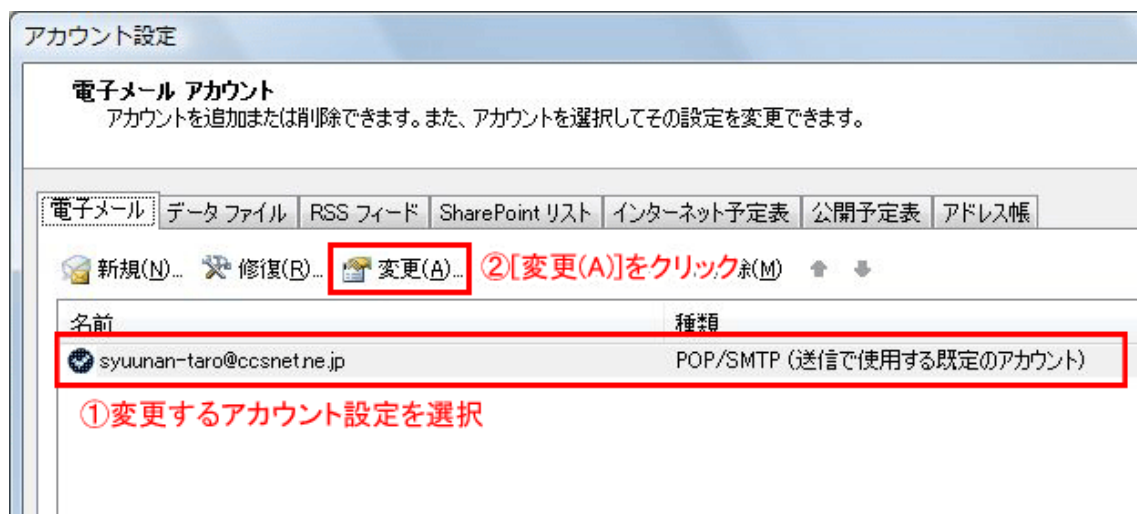 アカウント設定
電子メール アカウント
アカウントを追加または削除できます。また、アカウントを選択してその設定を変更できます。
電子メール データ ファイル RSS フィード SharePoint リスト インターネット予定表 公開予定表 アドレス帳
新規(N)... 修復(R)... 変更(A)... ②[変更(A)]をクリック (M)
名前 種類
syuunan-taro@ccsnet.ne.jp POP/SMTP (送信で使用する既定のアカウント)
①変更するアカウント設定を選択